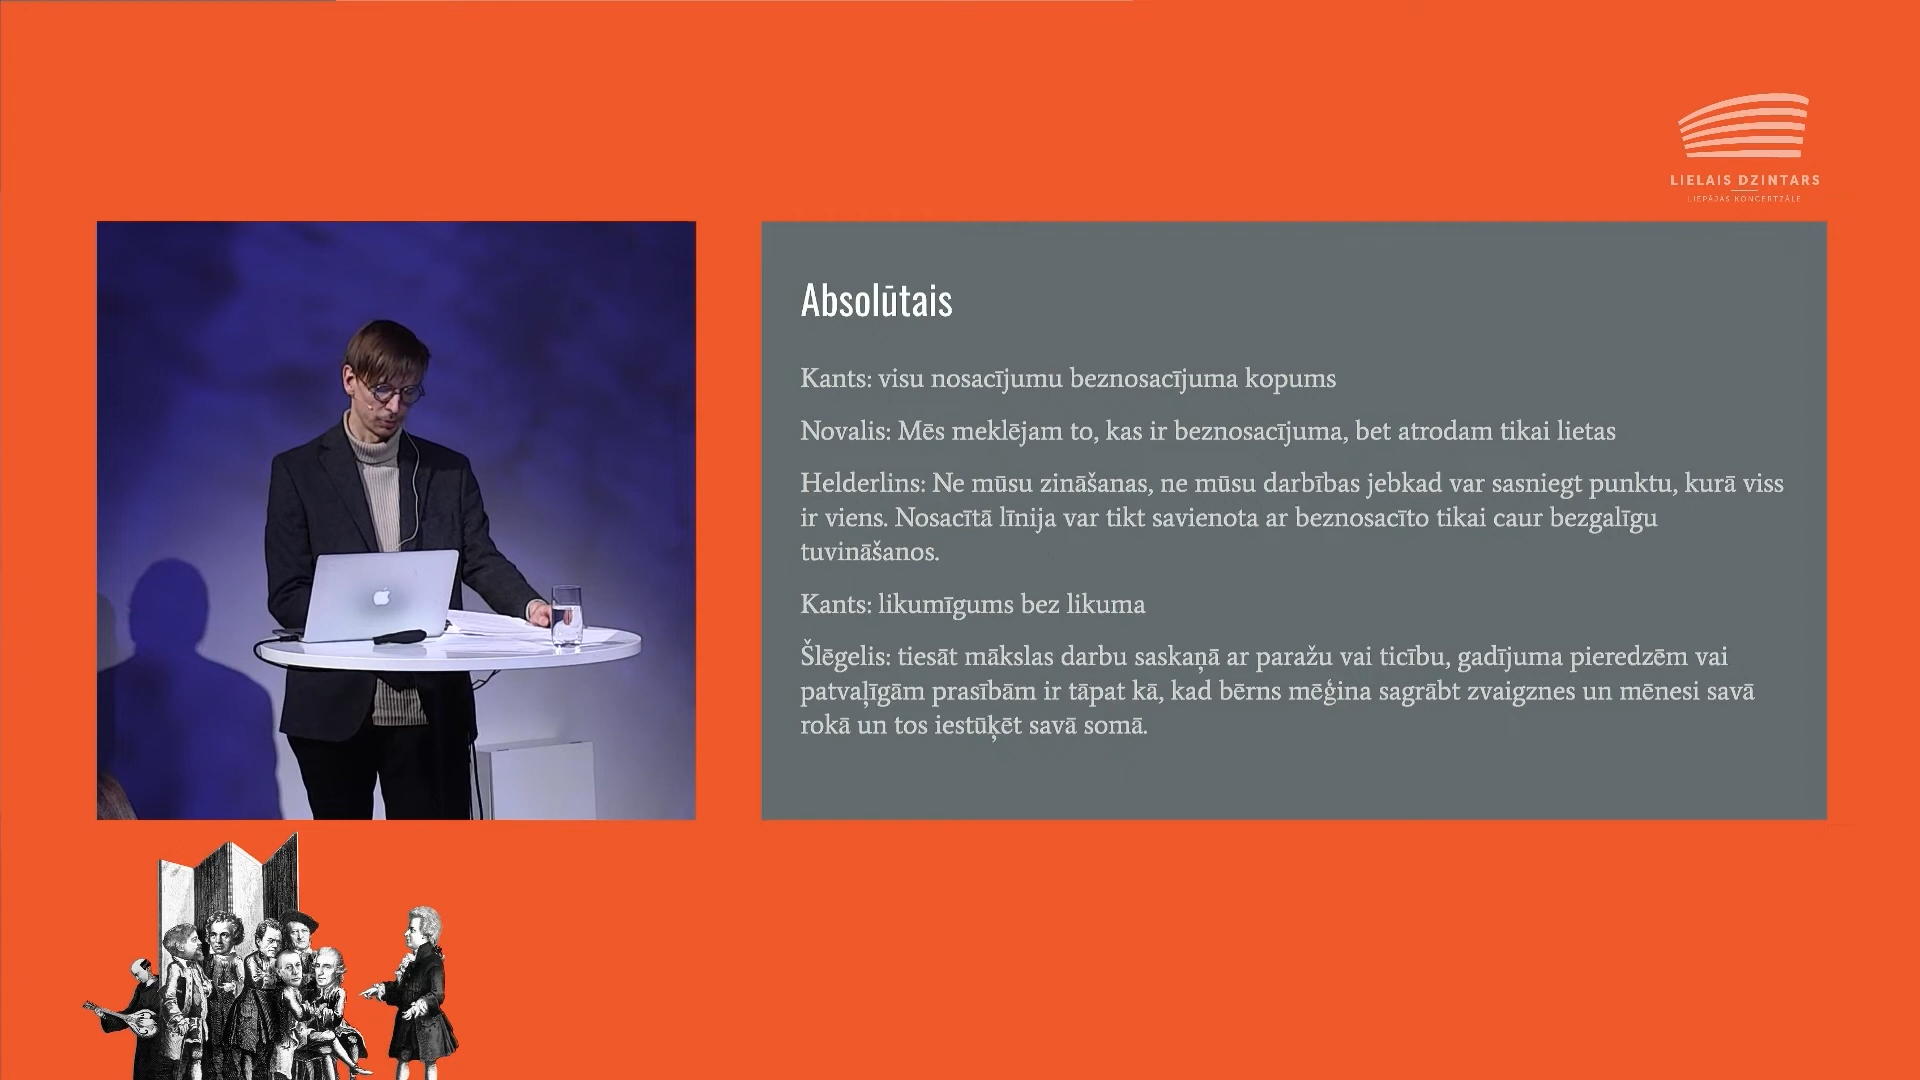 LIELAIS DZINTARS
LIEPĀJAS KONCERTZĀLE
Absolūtais
Kants: visu nosacījumu beznosacījuma kopums
Novalis: Mēs meklējam to, kas ir beznosacījuma, bet atrodam tikai lietas
Helderlins: Ne mūsu zināšanas, ne mūsu darbības jebkad var sasniegt punktu, kurā viss
ir viens. Nosacītā līnija var tikt savienota ar beznosacīto tikai caur bezgalīgu
tuvināšanos.
Kants: likumīgums bez likuma
Šlēgelis: tiesāt mākslas darbu saskaņā ar paražu vai ticību, gadījuma pieredzēm vai
patvaļīgām prasībām ir tāpat kā, kad bērns mēģina sagrābt zvaigznes un mēnesi savā
rokā un tos iestūķēt savā somā.